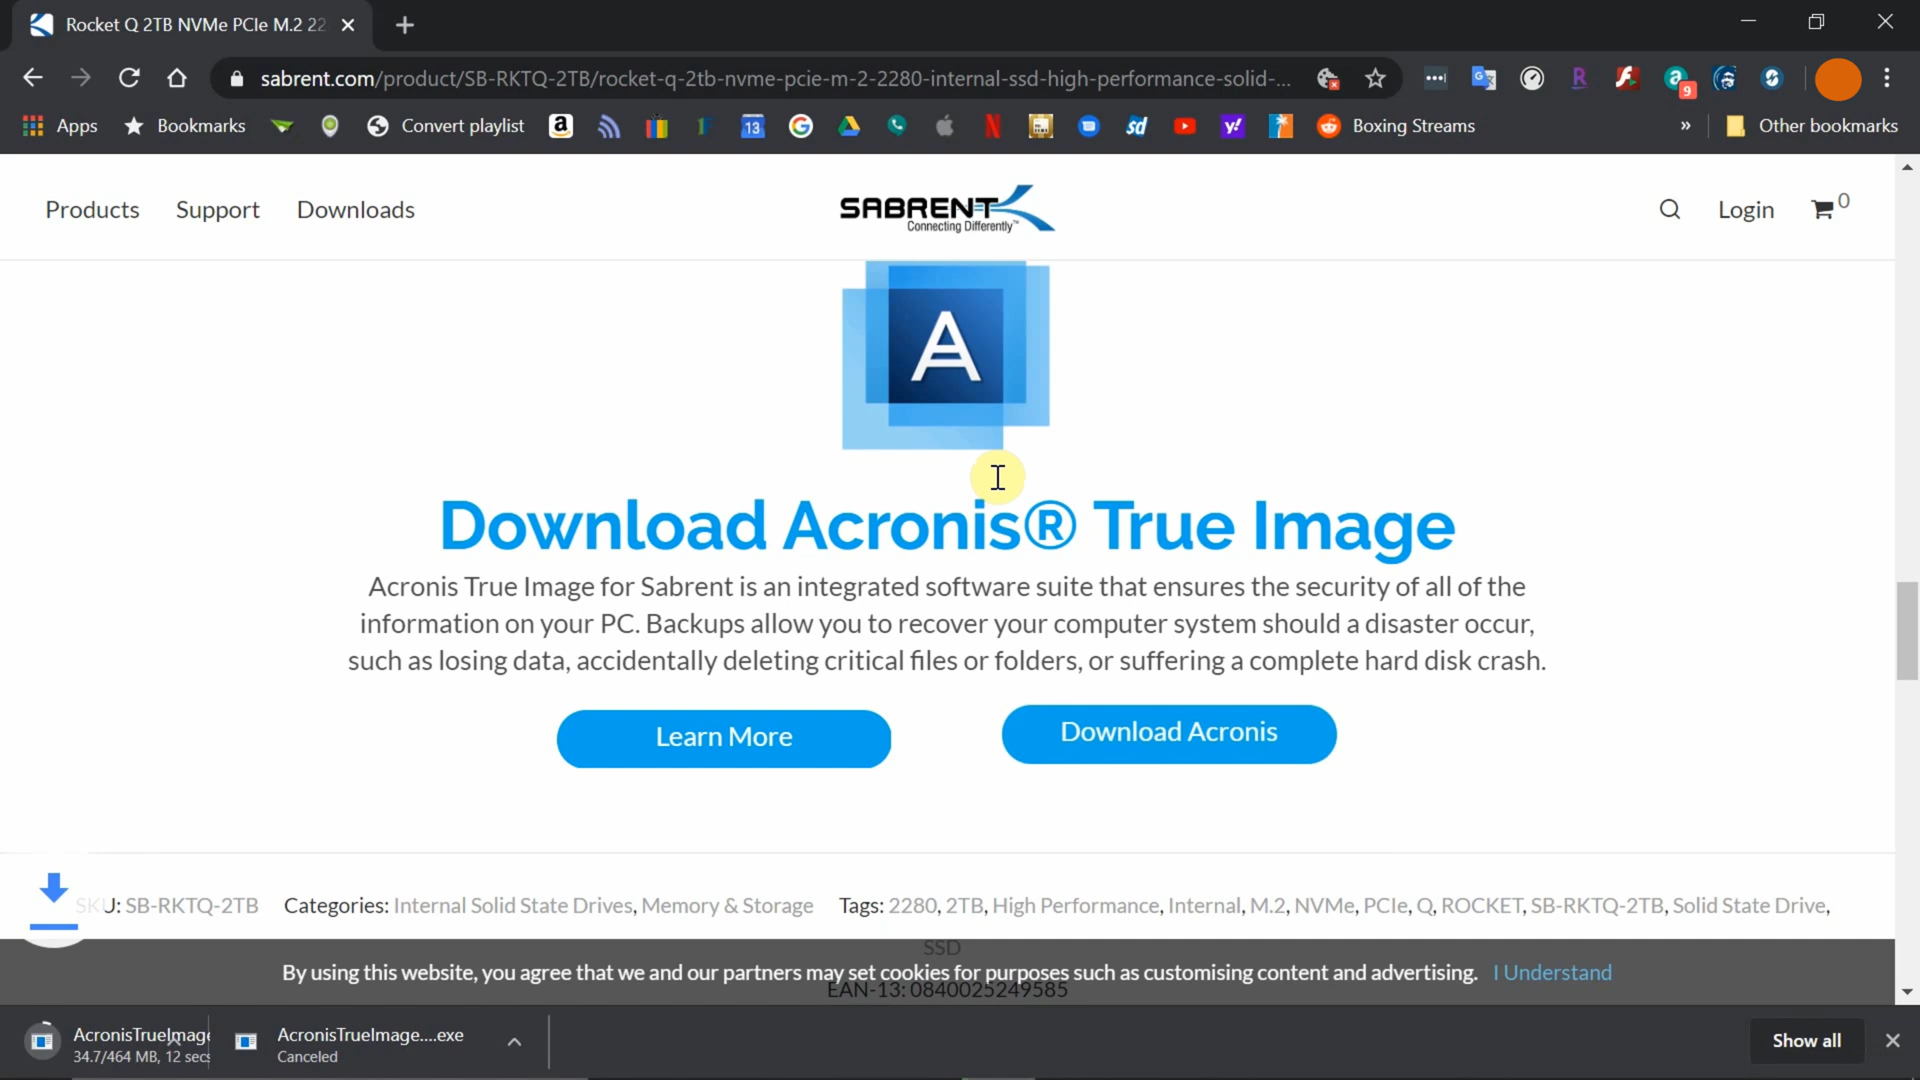 Rocket Q 2TB NVMe PCIe M.2 22
sabrent.com/product/SB-RKTQ-2TB/rocket-q-2tb-nvme-pcie-m-2-2280-internal-ssd-high-performance-solid-...
9
Apps
Bookmarks
Convert playlist
13
Boxing Streams
»
Other bookmarks
Products
Support
Downloads
SABRENT
Connecting Differently™
Login
0
Download Acronis® True Image
Acronis True Image for Sabrent is an integrated software suite that ensures the security of all of the
information on your PC. Backups allow you to recover your computer system should a disaster occur,
such as losing data, accidentally deleting critical files or folders, or suffering a complete hard disk crash.
Learn More
Download Acronis
SKU: SB-RKTQ-2TB Categories: Internal Solid State Drives, Memory & Storage Tags: 2280, 2TB, High Performance, Internal, M.2, NVMe, PCIe, Q, ROCKET, SB-RKTQ-2TB, Solid State Drive,
SSD
By using this website, you agree that we and our partners may set cookies for purposes such as customising content and advertising. I Understand
EAN-13: 0840025249585
AcronisTrueImage
34.7/464 MB, 12 secs
AcronisTrueImage....exe
Canceled
Show all